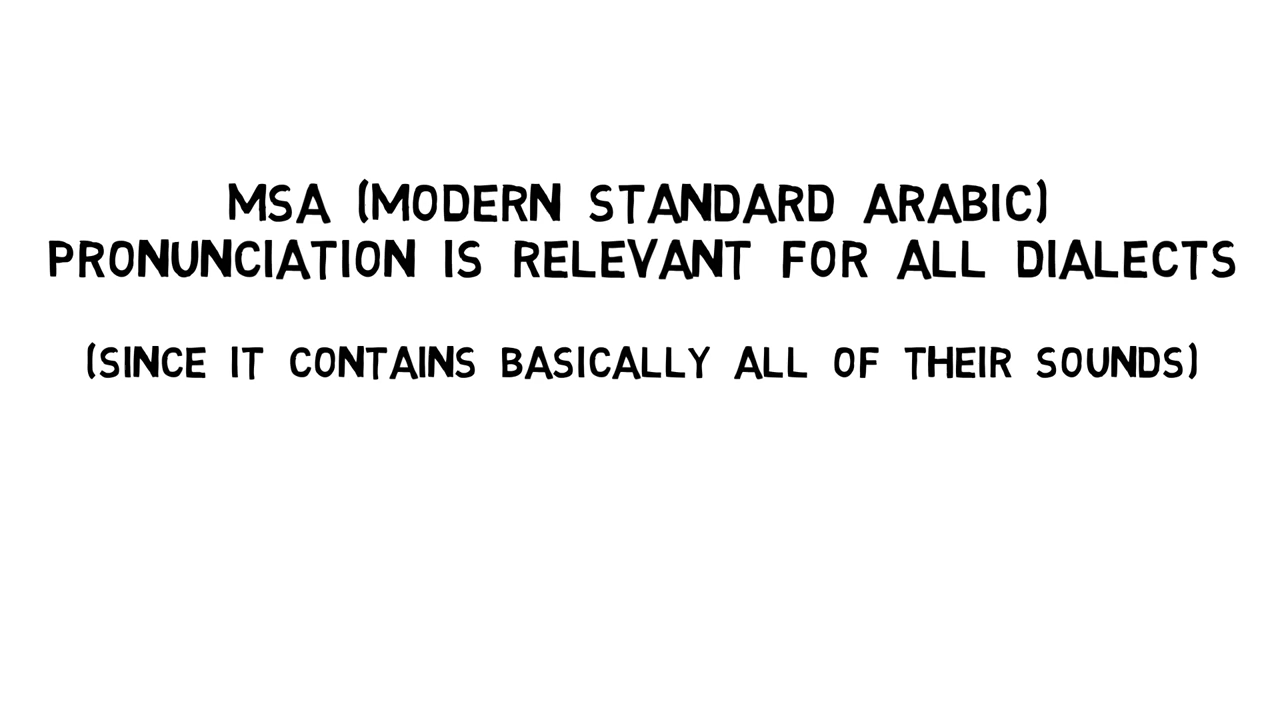 MSA (MODERN STANDARD ARABIC)
PRONUNCIATION IS RELEVANT FOR ALL DIALECTS
(SINCE IT CONTAINS BASICALLY ALL OF THEIR SOUNDS)